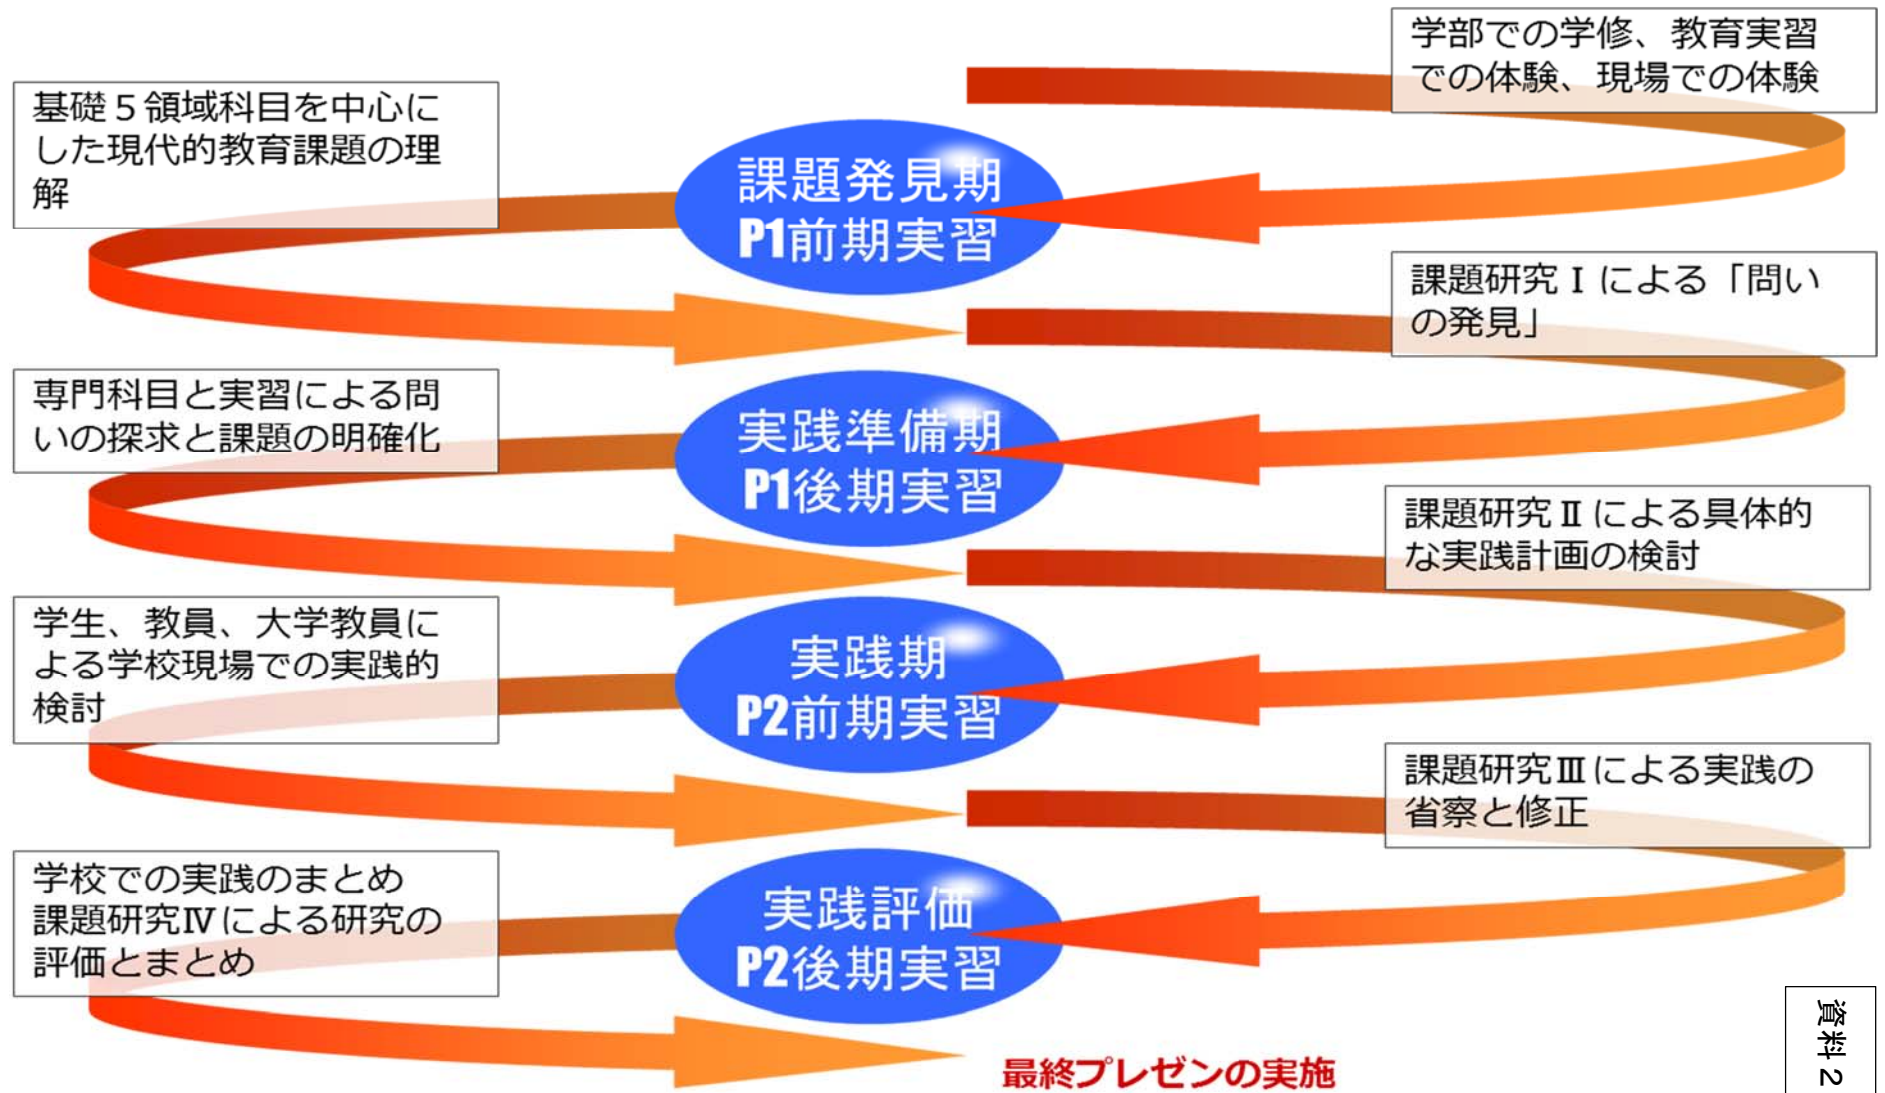 学部での学修、教育実習
での体験、現場での体験
基礎５領域科目を中心に
した現代的教育課題の理
解
課題発見期
P1前期実習
課題研究Ⅰによる「問い
の発見」
専門科目と実習による問
いの探求と課題の明確化
実践準備期
P1後期実習
課題研究Ⅱによる具体的
な実践計画の検討
学生、教員、大学教員に
よる学校現場での実践的
検討
実践期
P2前期実習
課題研究Ⅲによる実践の
省察と修正
学校での実践のまとめ
課題研究Ⅳによる研究の
評価とまとめ
実践評価
P2後期実習
最終プレゼンの実施
資料２